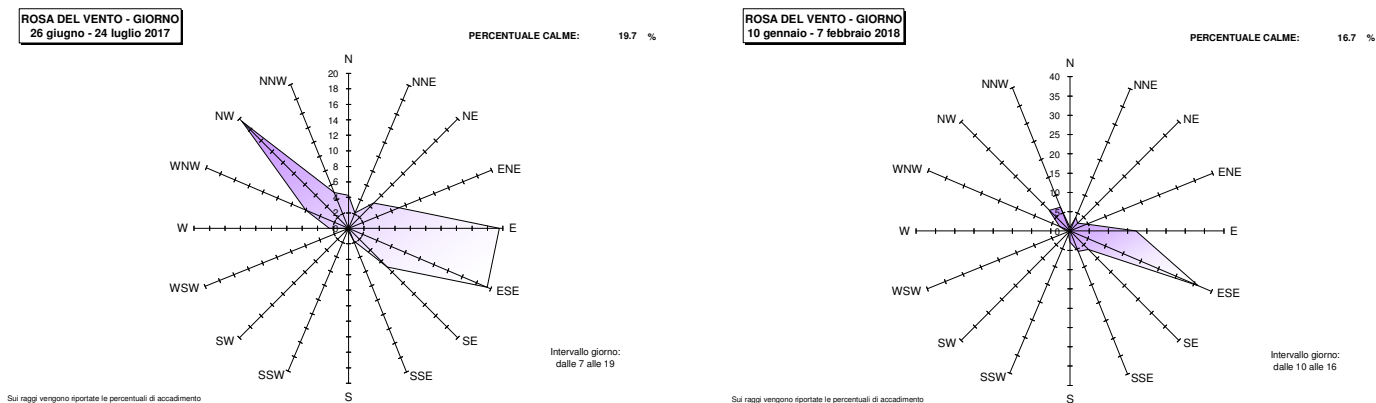 ROSA DEL VENTO - GIORNO
26 giugno - 24 luglio 2017
PERCENTUALE CALME: 19.7 %
N
NNE
NE
ENE
E
ESE
SE
SSE
S
SSW
SW
WSW
W
WNW
NW
NNW
20
18
16
14
12
10
8
6
4
2
0
Intervallo giorno:
dalle 7 alle 19
Sui raggi vengono riportate le percentuali di accadimento
ROSA DEL VENTO - GIORNO
10 gennaio - 7 febbraio 2018
PERCENTUALE CALME: 16.7 %
N
NNE
NE
ENE
E
ESE
SE
SSE
S
SSW
SW
WSW
W
WNW
NW
NNW
40
35
30
25
20
15
10
5
0
Intervallo giorno:
dalle 10 alle 16
Sui raggi vengono riportate le percentuali di accadimento